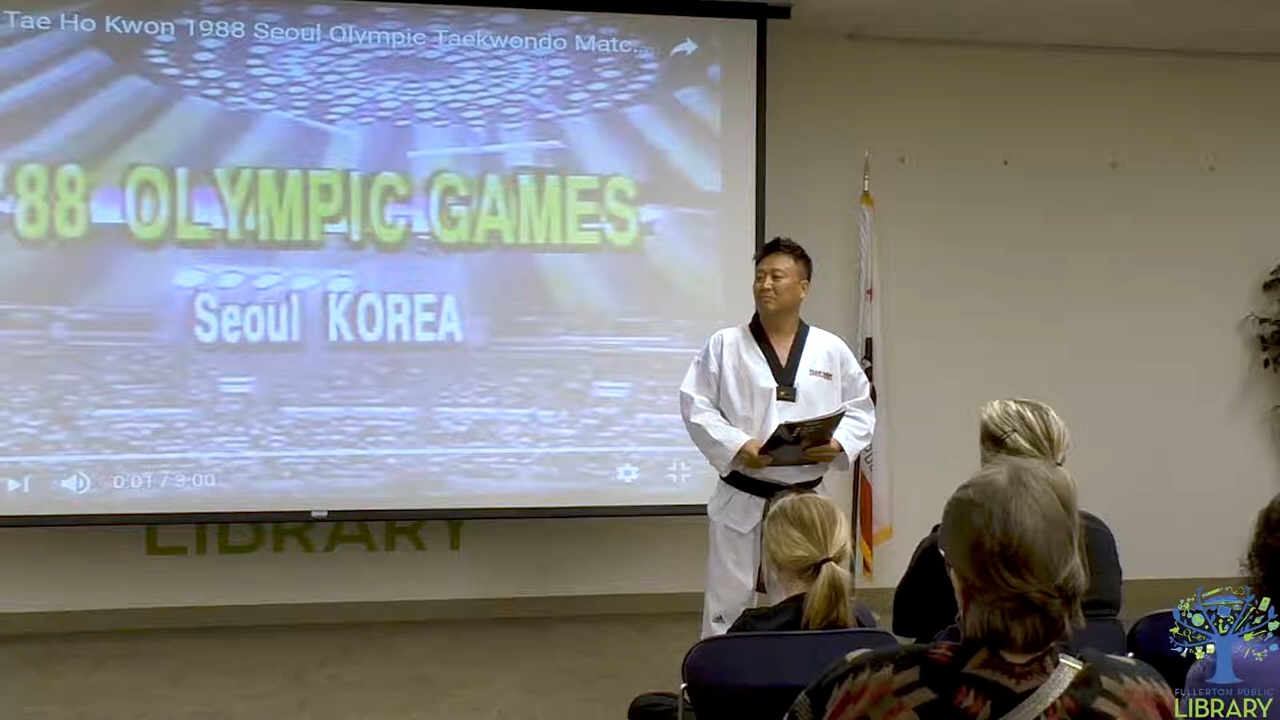 Tae Ho Kwon 1988 Seoul Olympic Taekwondo Matc...
'88 OLYMPIC GAMES
Seoul KOREA
0:01 / 9:00
LIBRARY
FULLERTON PUBLIC
LIBRARY